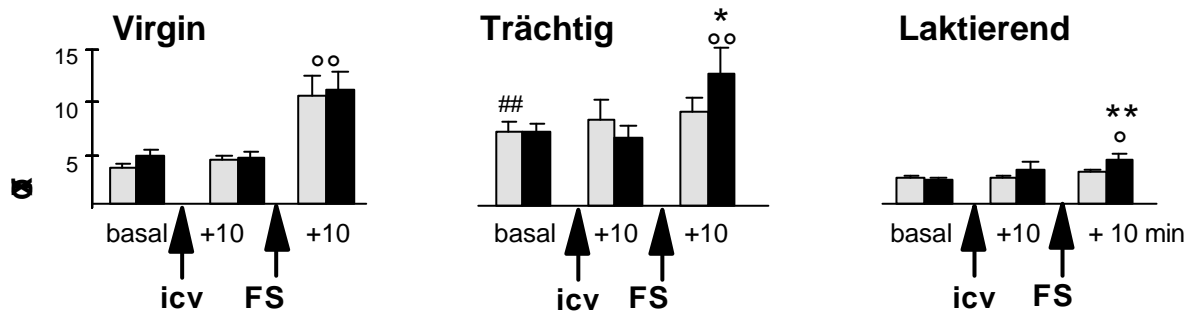 Virgin
Trächtig
Laktierend
15
10
5
°°
##
*
°°
**
°
basal +10 +10
basal +10 +10
basal +10 + 10 min
icv FS
icv FS
icv FS